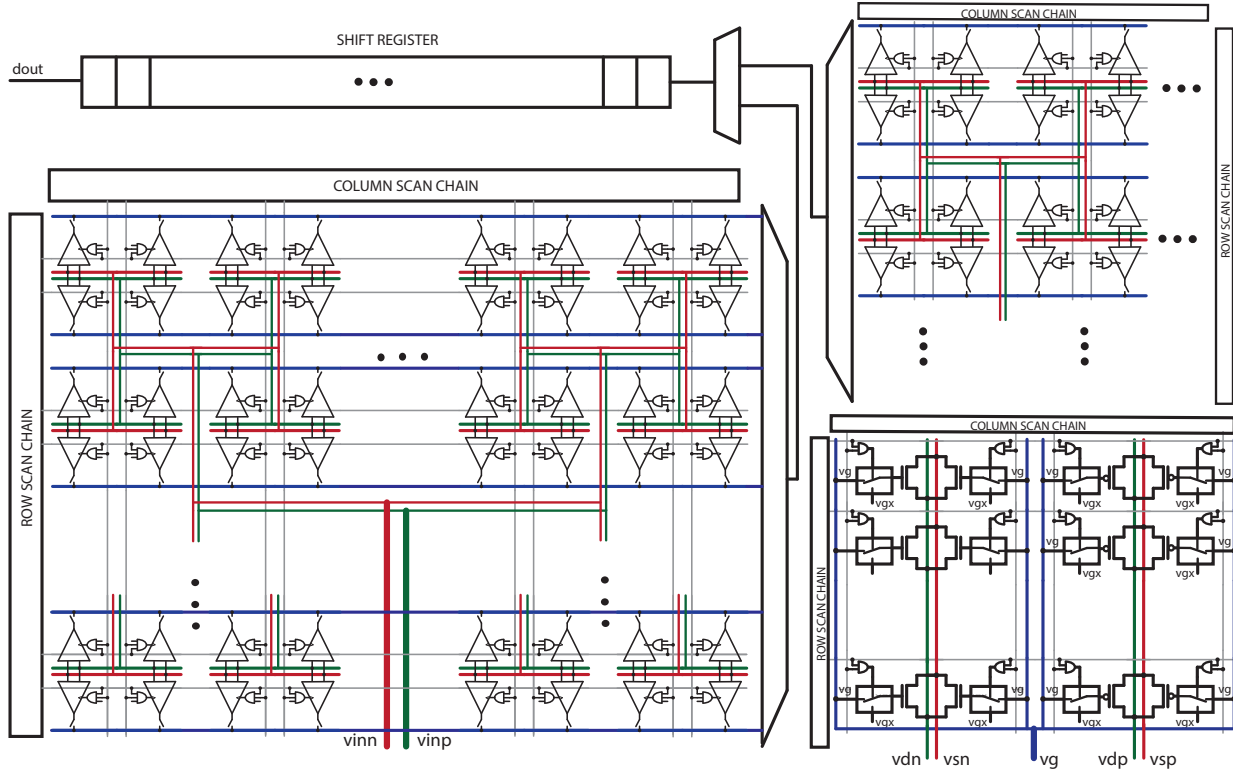 COLUMN SCAN CHAIN
SHIFT REGISTER
dout
ROW SCAN CHAIN
COLUMN SCAN CHAIN
ROW SCAN CHAIN
vinn
vinp
COLUMN SCAN CHAIN
ROW SCAN CHAIN
vg vg vg vg
vgx vgx vgx vgx
vg vg vg vg
vgx vgx vgx vgx
vg vg vg vg
vgx vgx vgx vgx
vdn vsn vg vdp vsp